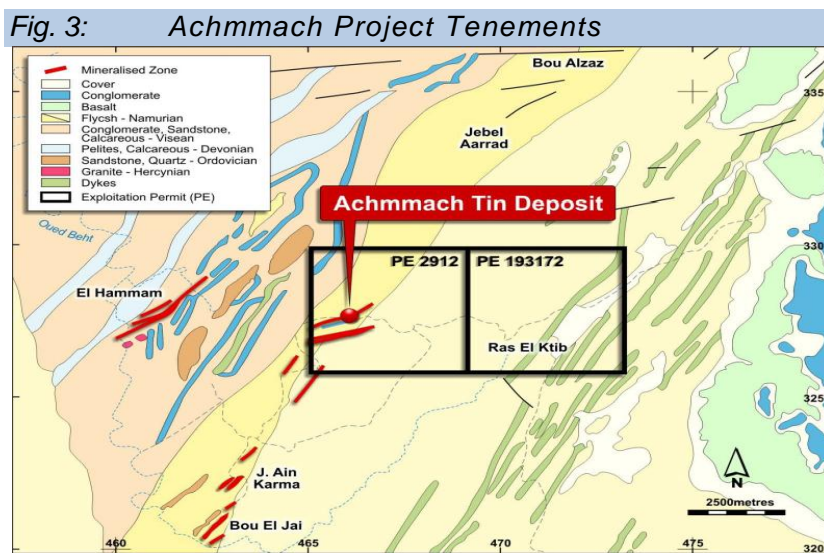 Fig. 3: Achmmach Project Tenements
Mineralised Zone
Cover
Conglomerate
Basalt
Flycsh - Namurian
Conglomerate, Sandstone,
Calcareous - Visean
Pelites, Calcareous - Devonian
Sandstone, Quartz - Ordovician
Granite - Hercynian
Dykes
Exploitation Permit (PE)
Bou Alzaz
335
Jebel
Aarrad
Achmmach Tin Deposit
Oued Beht
330
PE 2912
PE 193172
El Hammam
Ras El Ktib
325
J. Ain
Karma
Bou El Jai
N
2500metres
460
465
470
475
320